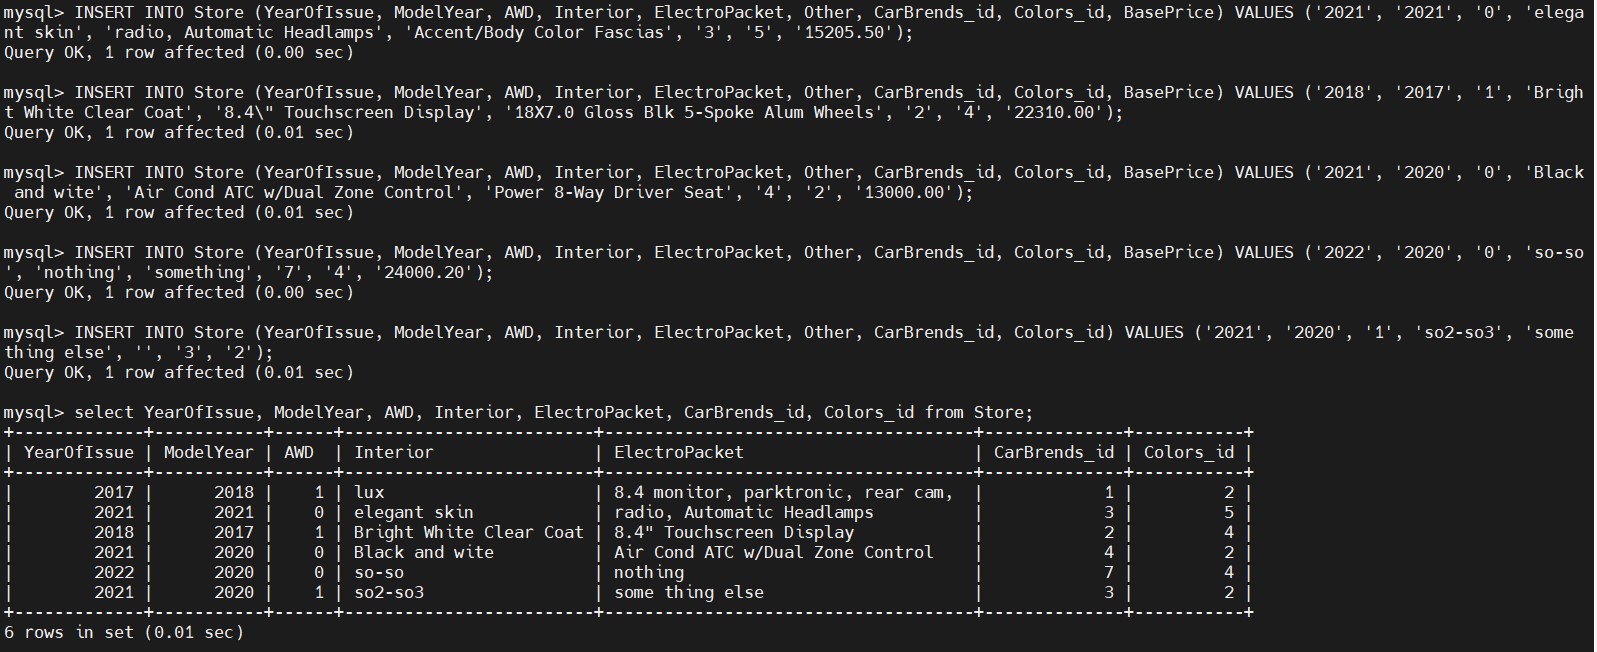 mysql> INSERT INTO Store (YearOfIssue, ModelYear, AWD, Interior, ElectroPacket, Other, CarBrends_id, Colors_id, BasePrice) VALUES ('2021', '2021', '0', 'elega
nt skin', 'radio, Automatic Headlamps', 'Accent/Body Color Fascias', '3', '5', '15205.50');
Query OK, 1 row affected (0.00 sec)

mysql> INSERT INTO Store (YearOfIssue, ModelYear, AWD, Interior, ElectroPacket, Other, CarBrends_id, Colors_id, BasePrice) VALUES ('2018', '2017', '1', 'Brigh
t White Clear Coat', '8.4\" Touchscreen Display', '18X7.0 Gloss Blk 5-Spoke Alum Wheels', '2', '4', '22310.00');
Query OK, 1 row affected (0.01 sec)

mysql> INSERT INTO Store (YearOfIssue, ModelYear, AWD, Interior, ElectroPacket, Other, CarBrends_id, Colors_id, BasePrice) VALUES ('2021', '2020', '0', 'Black
 and wite', 'Air Cond ATC w/Dual Zone Control', 'Power 8-Way Driver Seat', '4', '2', '13000.00');
Query OK, 1 row affected (0.01 sec)

mysql> INSERT INTO Store (YearOfIssue, ModelYear, AWD, Interior, ElectroPacket, Other, CarBrends_id, Colors_id, BasePrice) VALUES ('2022', '2020', '0', 'so-so
', 'nothing', 'something', '7', '4', '24000.20');
Query OK, 1 row affected (0.00 sec)

mysql> INSERT INTO Store (YearOfIssue, ModelYear, AWD, Interior, ElectroPacket, Other, CarBrends_id, Colors_id) VALUES ('2021', '2020', '1', 'so2-so3', 'some 
thing else', '', '3', '2');
Query OK, 1 row affected (0.01 sec)

mysql> select YearOfIssue, ModelYear, AWD, Interior, ElectroPacket, CarBrends_id, Colors_id from Store;
+-------------+-----------+------+-------------------------+-------------------------------------+--------------+-----------+
| YearOfIssue | ModelYear | AWD  | Interior                | ElectroPacket                       | CarBrends_id | Colors_id |
+-------------+-----------+------+-------------------------+-------------------------------------+--------------+-----------+
|        2017 |      2018 |    1 | lux                     | 8.4 monitor, parktronic, rear cam,  |            1 |         2 |
|        2021 |      2021 |    0 | elegant skin            | radio, Automatic Headlamps          |            3 |         5 |
|        2018 |      2017 |    1 | Bright White Clear Coat | 8.4" Touchscreen Display            |            2 |         4 |
|        2021 |      2020 |    0 | Black and wite          | Air Cond ATC w/Dual Zone Control    |            4 |         2 |
|        2022 |      2020 |    0 | so-so                   | nothing                             |            7 |         4 |
|        2021 |      2020 |    1 | so2-so3                 | some thing else                     |            3 |         2 |
+-------------+-----------+------+-------------------------+-------------------------------------+--------------+-----------+
6 rows in set (0.01 sec)